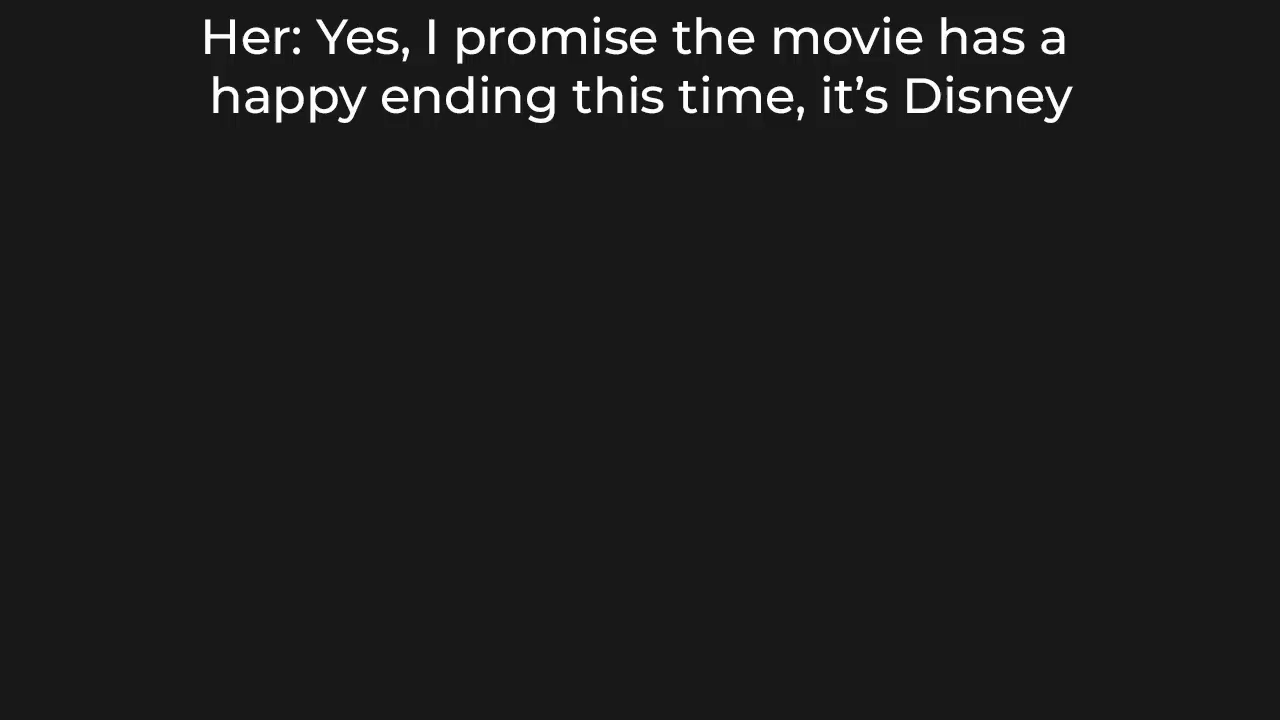 Her: Yes, I promise the movie has a
happy ending this time, it’s Disney